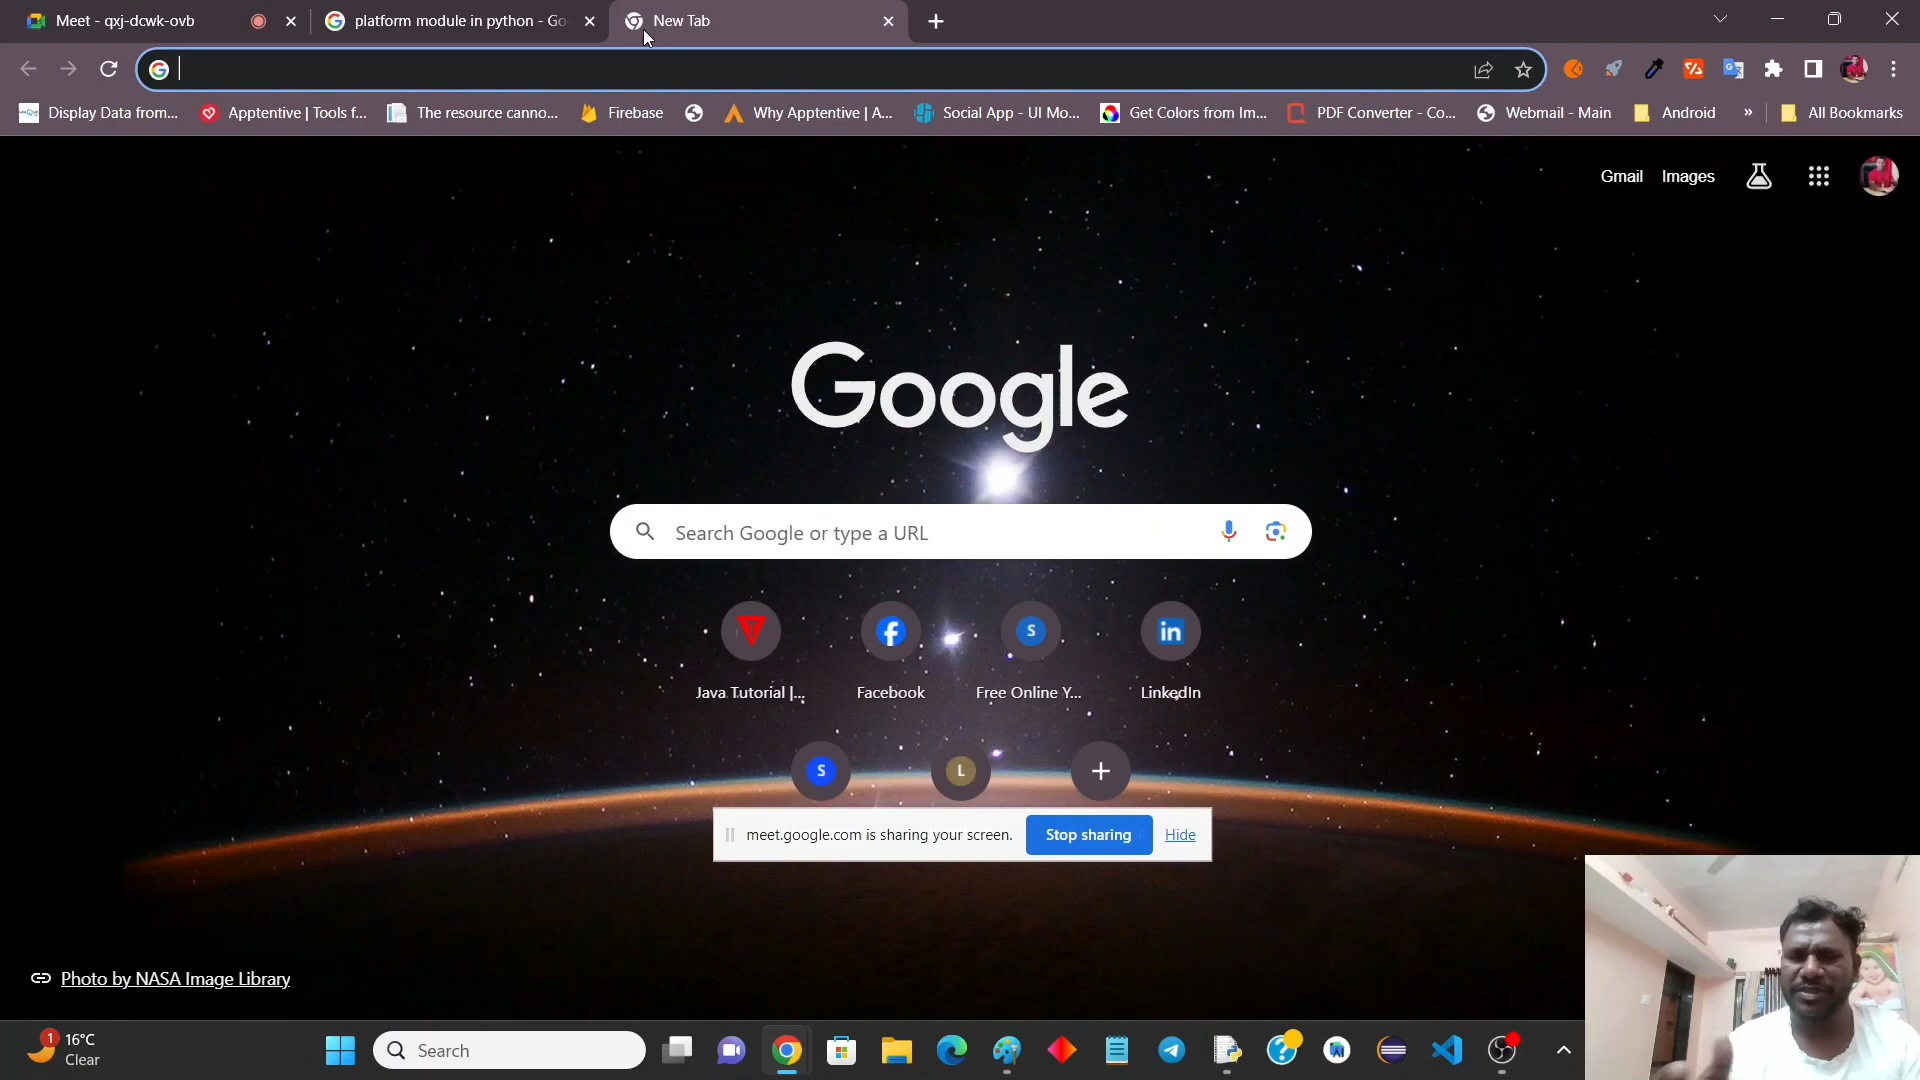 Meet - qxj-dcwk-ovb
platform module in python - Go
New Tab
Display Data from...
Apptentive | Tools f...
The resource canno...
Firebase
Why Apptentive | A...
Social App - UI Mo...
Get Colors from Im...
PDF Converter - Co...
Webmail - Main
Android
»
All Bookmarks
Gmail
Images
Google
Search Google or type a URL
Java Tutorial |...
Facebook
Free Online Y...
LinkedIn
S
L
meet.google.com is sharing your screen.
Stop sharing
Hide
Photo by NASA Image Library
1
16°C
Clear
Search